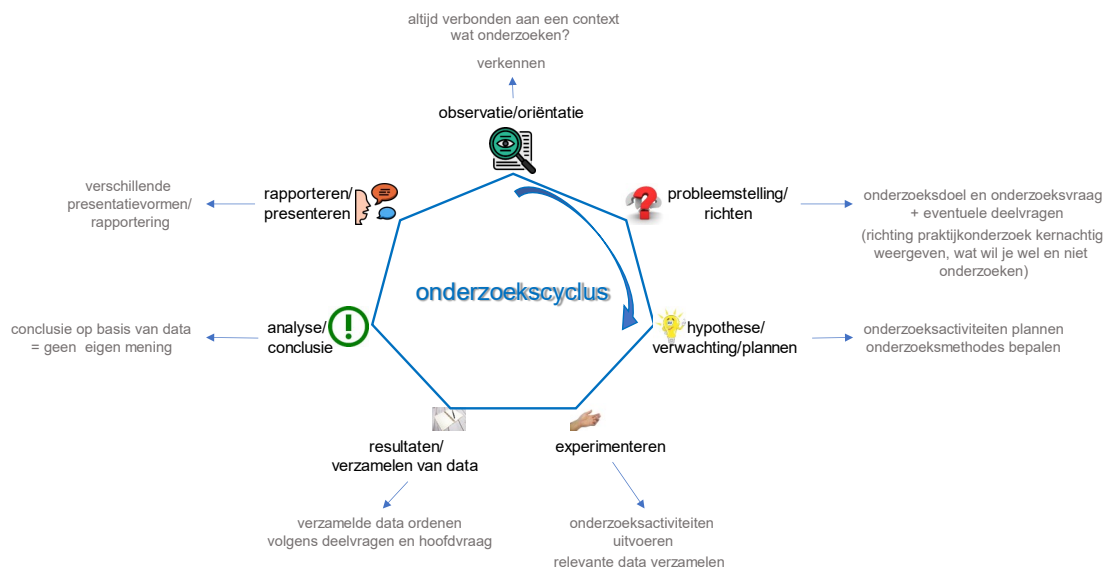 altijd verbonden aan een context
wat onderzoeken?
verkennen
observatie/oriëntatie
probleemstelling/
richten
onderzoeksdoel en onderzoeksvraag
+ eventuele deelvragen
(richting praktijkonderzoek kernachtig
weergeven, wat wil je wel en niet
onderzoeken)
hypothese/
verwachting/plannen
onderzoeksactiviteiten plannen
onderzoeksmethodes bepalen
experimenteren
onderzoeksactiviteiten
uitvoeren
relevante data verzamelen
resultaten/
verzamelen van data
verzamelde data ordenen
volgens deelvragen en hoofdvraag
analyse/
conclusie
conclusie op basis van data
= geen  eigen mening
rapporteren/
presenteren
verschillende
presentatievormen/
rapportering
onderzoekscyclus